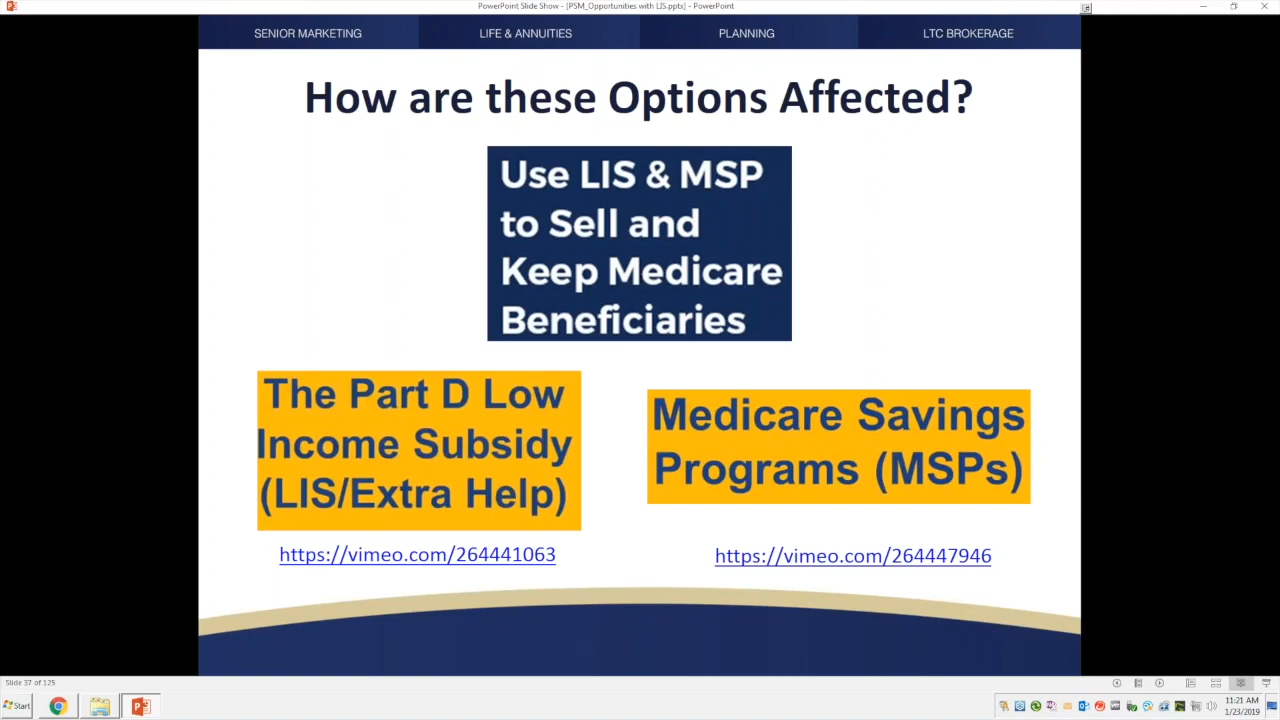 PowerPoint Slide Show - [PSM_Opportunities with LIS.pptx] - PowerPoint
SENIOR MARKETING
LIFE & ANNUITIES
PLANNING
LTC BROKERAGE
How are these Options Affected?
Use LIS & MSP
to Sell and
Keep Medicare
Beneficiaries
The Part D Low
Income Subsidy
(LIS/Extra Help)
https://vimeo.com/264441063
Medicare Savings
Programs (MSPs)
https://vimeo.com/264447946
Slide 37 of 125
Start
11:21 AM
1/23/2019